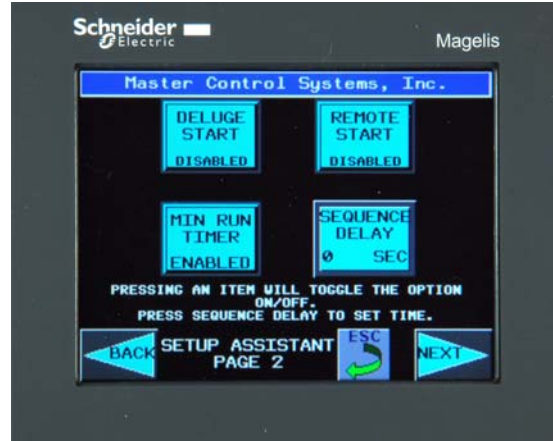 Schneider
Electric
Magelis
Master Control Systems, Inc.
DELUGE
START
DISABLED
REMOTE
START
DISABLED
MIN RUN
TIMER
ENABLED
SEQUENCE
DELAY
0 SEC
PRESSING AN ITEM WILL TOGGLE THE OPTION
ON/OFF.
PRESS SEQUENCE DELAY TO SET TIME.
BACK
SETUP ASSISTANT
PAGE 2
ESC
NEXT